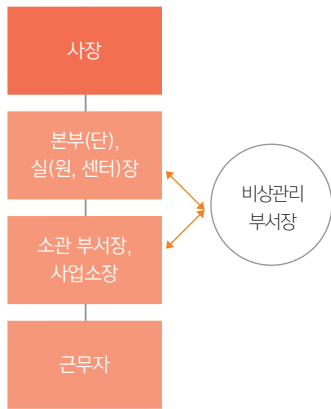 사장
본부(단),
실(원, 센터)장
비상관리
부서장
소관 부서장,
사업소장
근무자